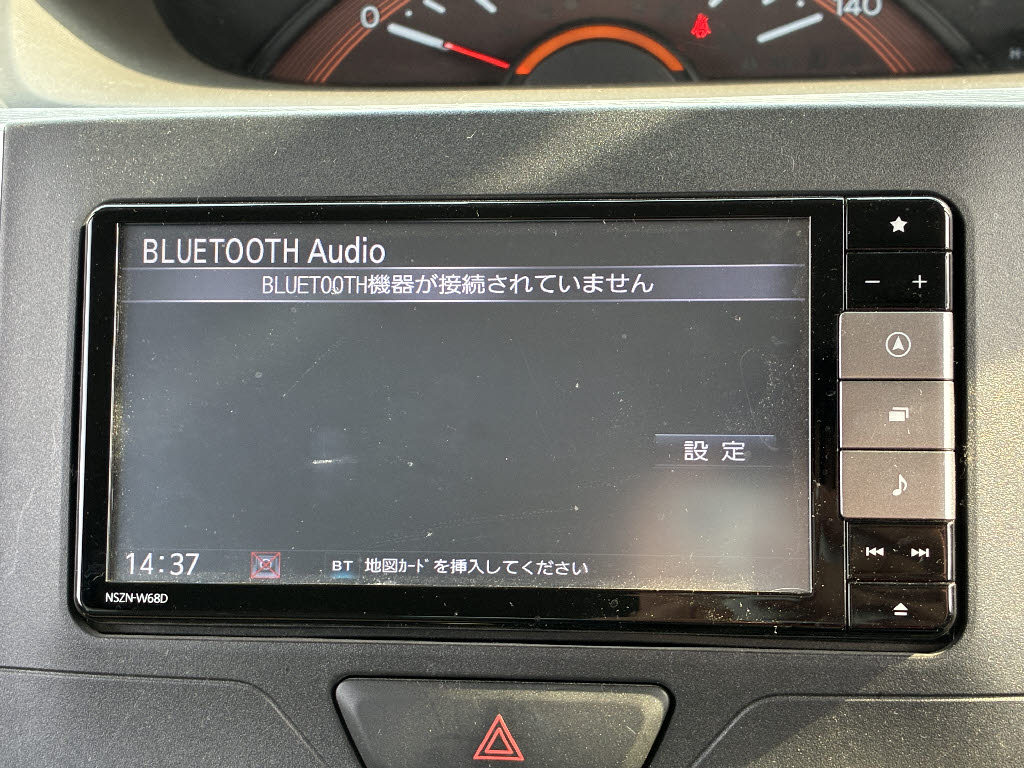 0
140
H
BLUETOOTH Audio
BLUETOOTH機器が接続されていません
設定
14:37
BT 地図ｶｰﾄﾞを挿入してください
NSZN-W68D